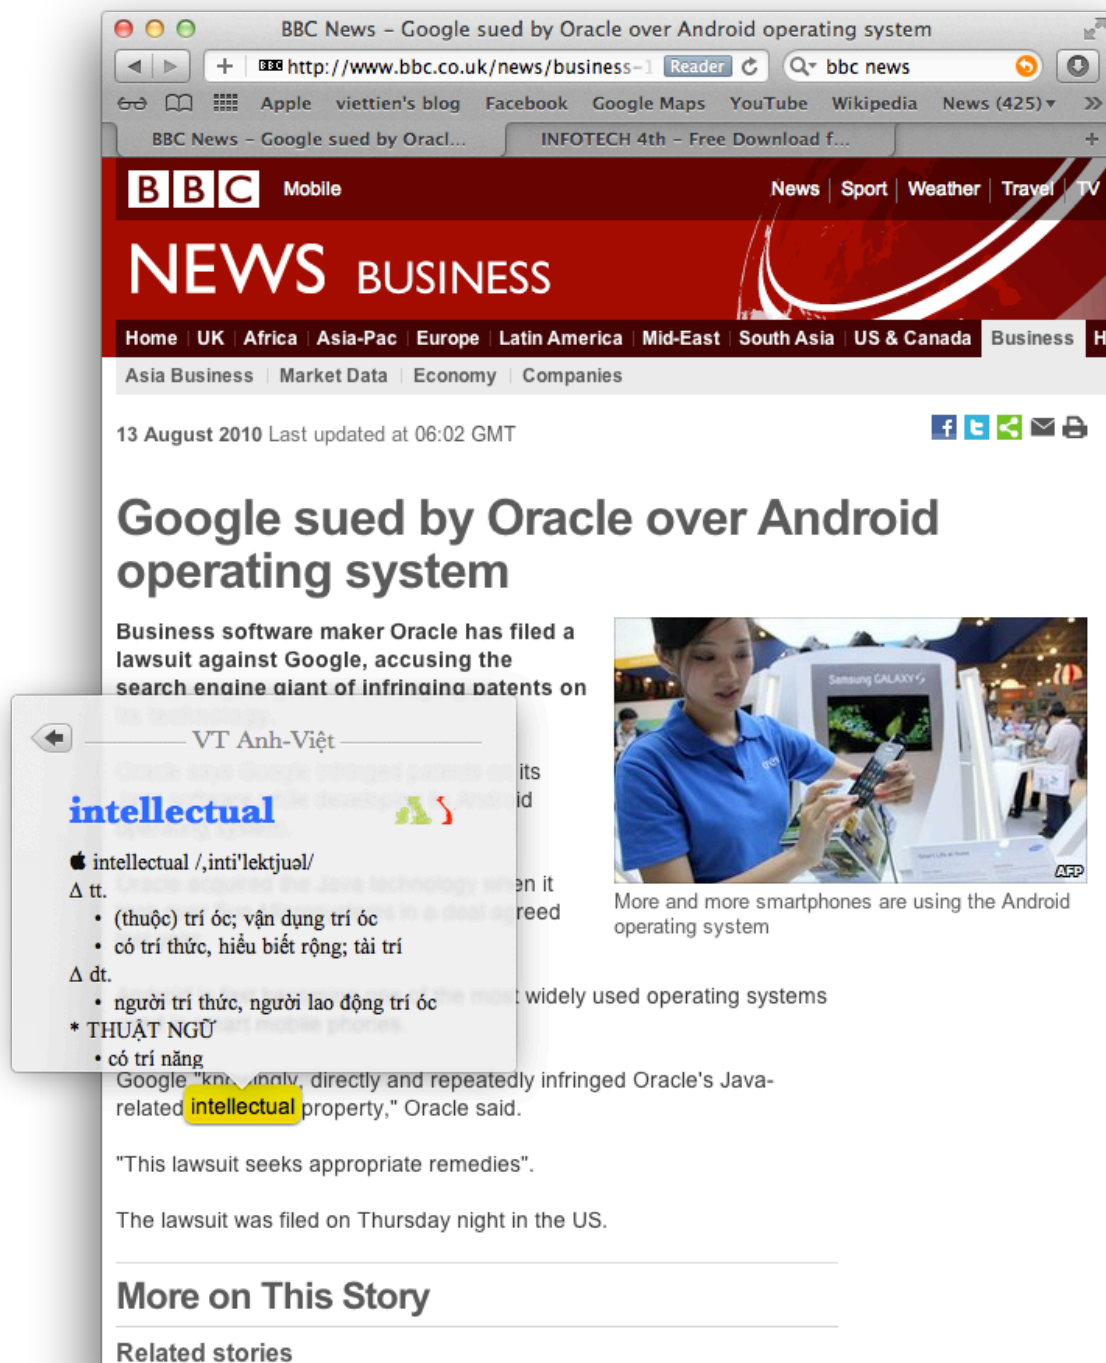 BBC News – Google sued by Oracle over Android operating system
http://www.bbc.co.uk/news/business-1 Reader bbc news
Apple viettien's blog Facebook Google Maps YouTube Wikipedia News (425)
BBC News – Google sued by Oracl... INFOTECH 4th – Free Download f...
BBC Mobile News Sport Weather Travel TV
NEWS BUSINESS
Home UK Africa Asia-Pac Europe Latin America Mid-East South Asia US & Canada Business H
Asia Business Market Data Economy Companies
13 August 2010 Last updated at 06:02 GMT
Google sued by Oracle over Android
operating system
Business software maker Oracle has filed a
lawsuit against Google, accusing the
search engine giant of infringing patents on
Samsung GALAXY S
AFP
More and more smartphones are using the Android
operating system
VT Anh-Việt
intellectual
intellectual /,inti'lektjuəl/
Δ tt.
• (thuộc) trí óc; vận dụng trí óc
• có trí thức, hiểu biết rộng; tài trí
Δ dt.
• người trí thức, người lao động trí óc
* THUẬT NGỮ
• có trí năng
its
id
en it
reed
widely used operating systems
Google "knowingly, directly and repeatedly infringed Oracle's Java-
related intellectual property," Oracle said.
"This lawsuit seeks appropriate remedies".
The lawsuit was filed on Thursday night in the US.
More on This Story
Related stories